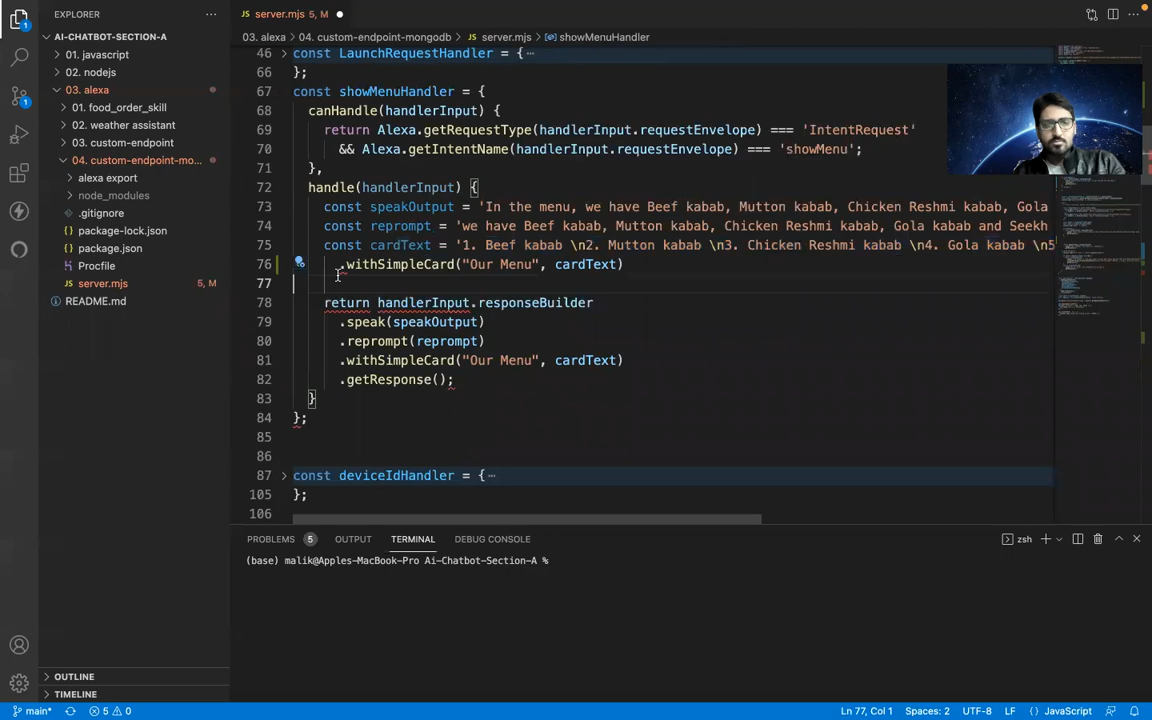 EXPLORER
AI-CHATBOT-SECTION-A
01. javascript
02. nodejs
03. alexa
01. food_order_skill
02. weather assistant
03. custom-endpoint
04. custom-endpoint-mo...
alexa export
node_modules
.gitignore
package-lock.json
package.json
Procfile
server.mjs 5, M
README.md
OUTLINE
TIMELINE
server.mjs 5, M
03. alexa > 04. custom-endpoint-mongodb > server.mjs > showMenuHandler
46 const LaunchRequestHandler = {
66 };
67 const showMenuHandler = {
68 canHandle(handlerInput) {
69 return Alexa.getRequestType(handlerInput.requestEnvelope) === 'IntentRequest'
70 && Alexa.getIntentName(handlerInput.requestEnvelope) === 'showMenu';
71 },
72 handle(handlerInput) {
73 const speakOutput = 'In the menu, we have Beef kabab, Mutton kabab, Chicken Reshmi kabab, Gola
74 const reprompt = 'we have Beef kabab, Mutton kabab, Chicken Reshmi kabab, Gola kabab and Seekh
75 const cardText = '1. Beef kabab \n2. Mutton kabab \n3. Chicken Reshmi kabab \n4. Gola kabab \n5
76 .withSimpleCard("Our Menu", cardText)
77
78 return handlerInput.responseBuilder
79 .speak(speakOutput)
80 .reprompt(reprompt)
81 .withSimpleCard("Our Menu", cardText)
82 .getResponse();
83 }
84 };
85
86
87 const deviceIdHandler = {
105 };
106
PROBLEMS 5 OUTPUT TERMINAL DEBUG CONSOLE
zsh
(base) malik@Apples-MacBook-Pro Ai-Chatbot-Section-A %
main* 5 0 Ln 77, Col 1 Spaces: 2 UTF-8 LF JavaScript